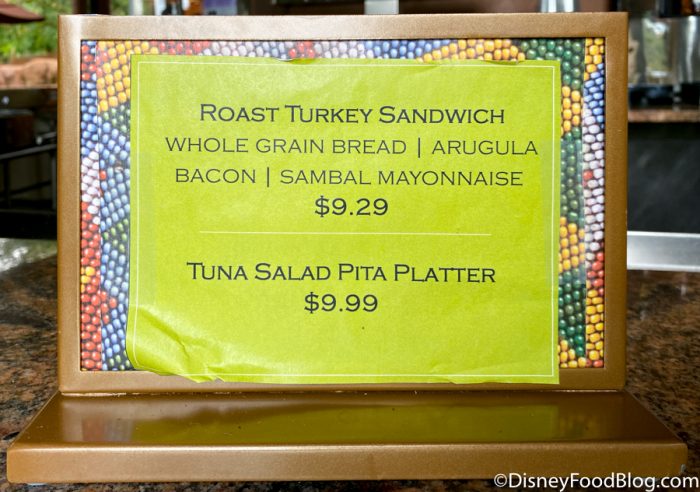 ROAST TURKEY SANDWICH
WHOLE GRAIN BREAD | ARUGULA
BACON | SAMBAL MAYONNAISE
$9.29
TUNA SALAD PITA PLATTER
$9.99
©DisneyFoodBlog.com